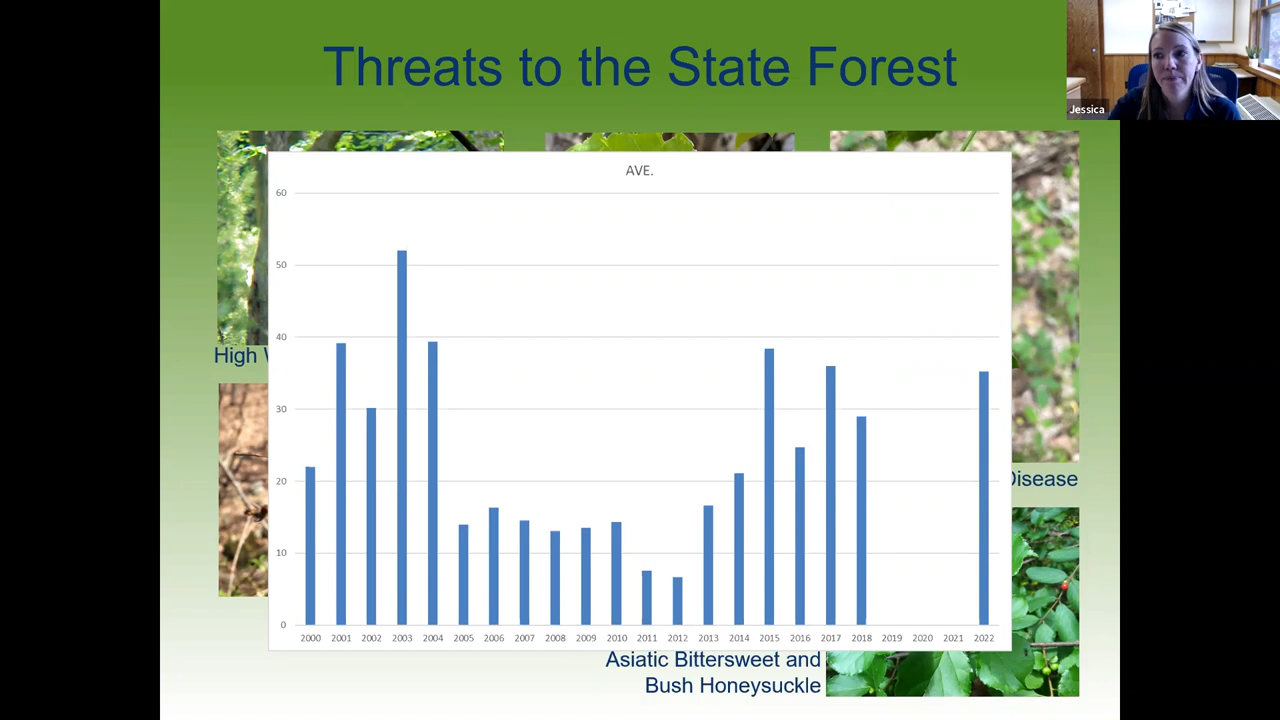 Threats to the State Forest
Jessica
AVE.
60
50
40
30
20
10
0
2000 2001 2002 2003 2004 2005 2006 2007 2008 2009 2010 2011 2012 2013 2014 2015 2016 2017 2018 2019 2020 2021 2022
High
Disease
Asiatic Bittersweet and
Bush Honeysuckle